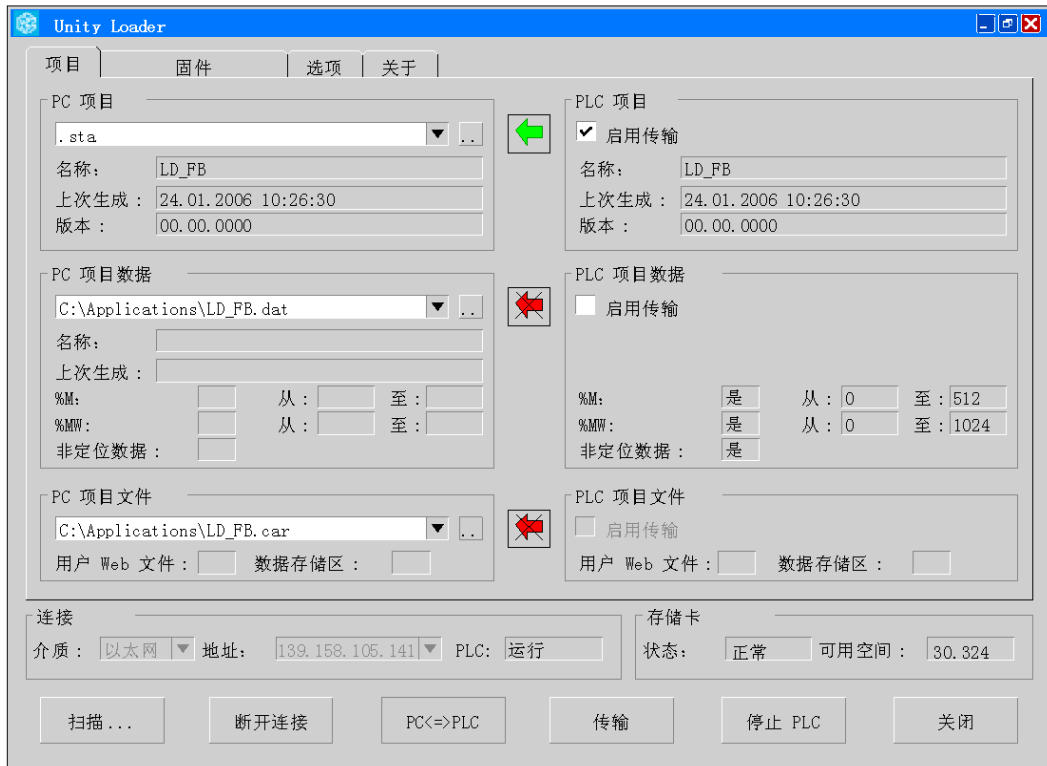 Unity Loader
项目 固件 选项 关于
PC 项目
.sta ..
名称: LD_FB
上次生成: 24.01.2006 10:26:30
版本: 00.00.0000
PLC 项目
启用传输
名称: LD_FB
上次生成: 24.01.2006 10:26:30
版本: 00.00.0000
PC 项目数据
C:\Applications\LD_FB.dat ..
名称:
上次生成:
%M: 从: 至:
%MW: 从: 至:
非定位数据:
PLC 项目数据
启用传输
%M: 是 从: 0 至: 512
%MW: 是 从: 0 至: 1024
非定位数据: 是
PC 项目文件
C:\Applications\LD_FB.car ..
用户 Web 文件: 数据存储区:
PLC 项目文件
启用传输
用户 Web 文件: 数据存储区:
连接
介质: 以太网 地址: 139.158.105.141 PLC: 运行
存储卡
状态: 正常 可用空间: 30.324
扫描... 断开连接 PC<=>PLC 传输 停止 PLC 关闭